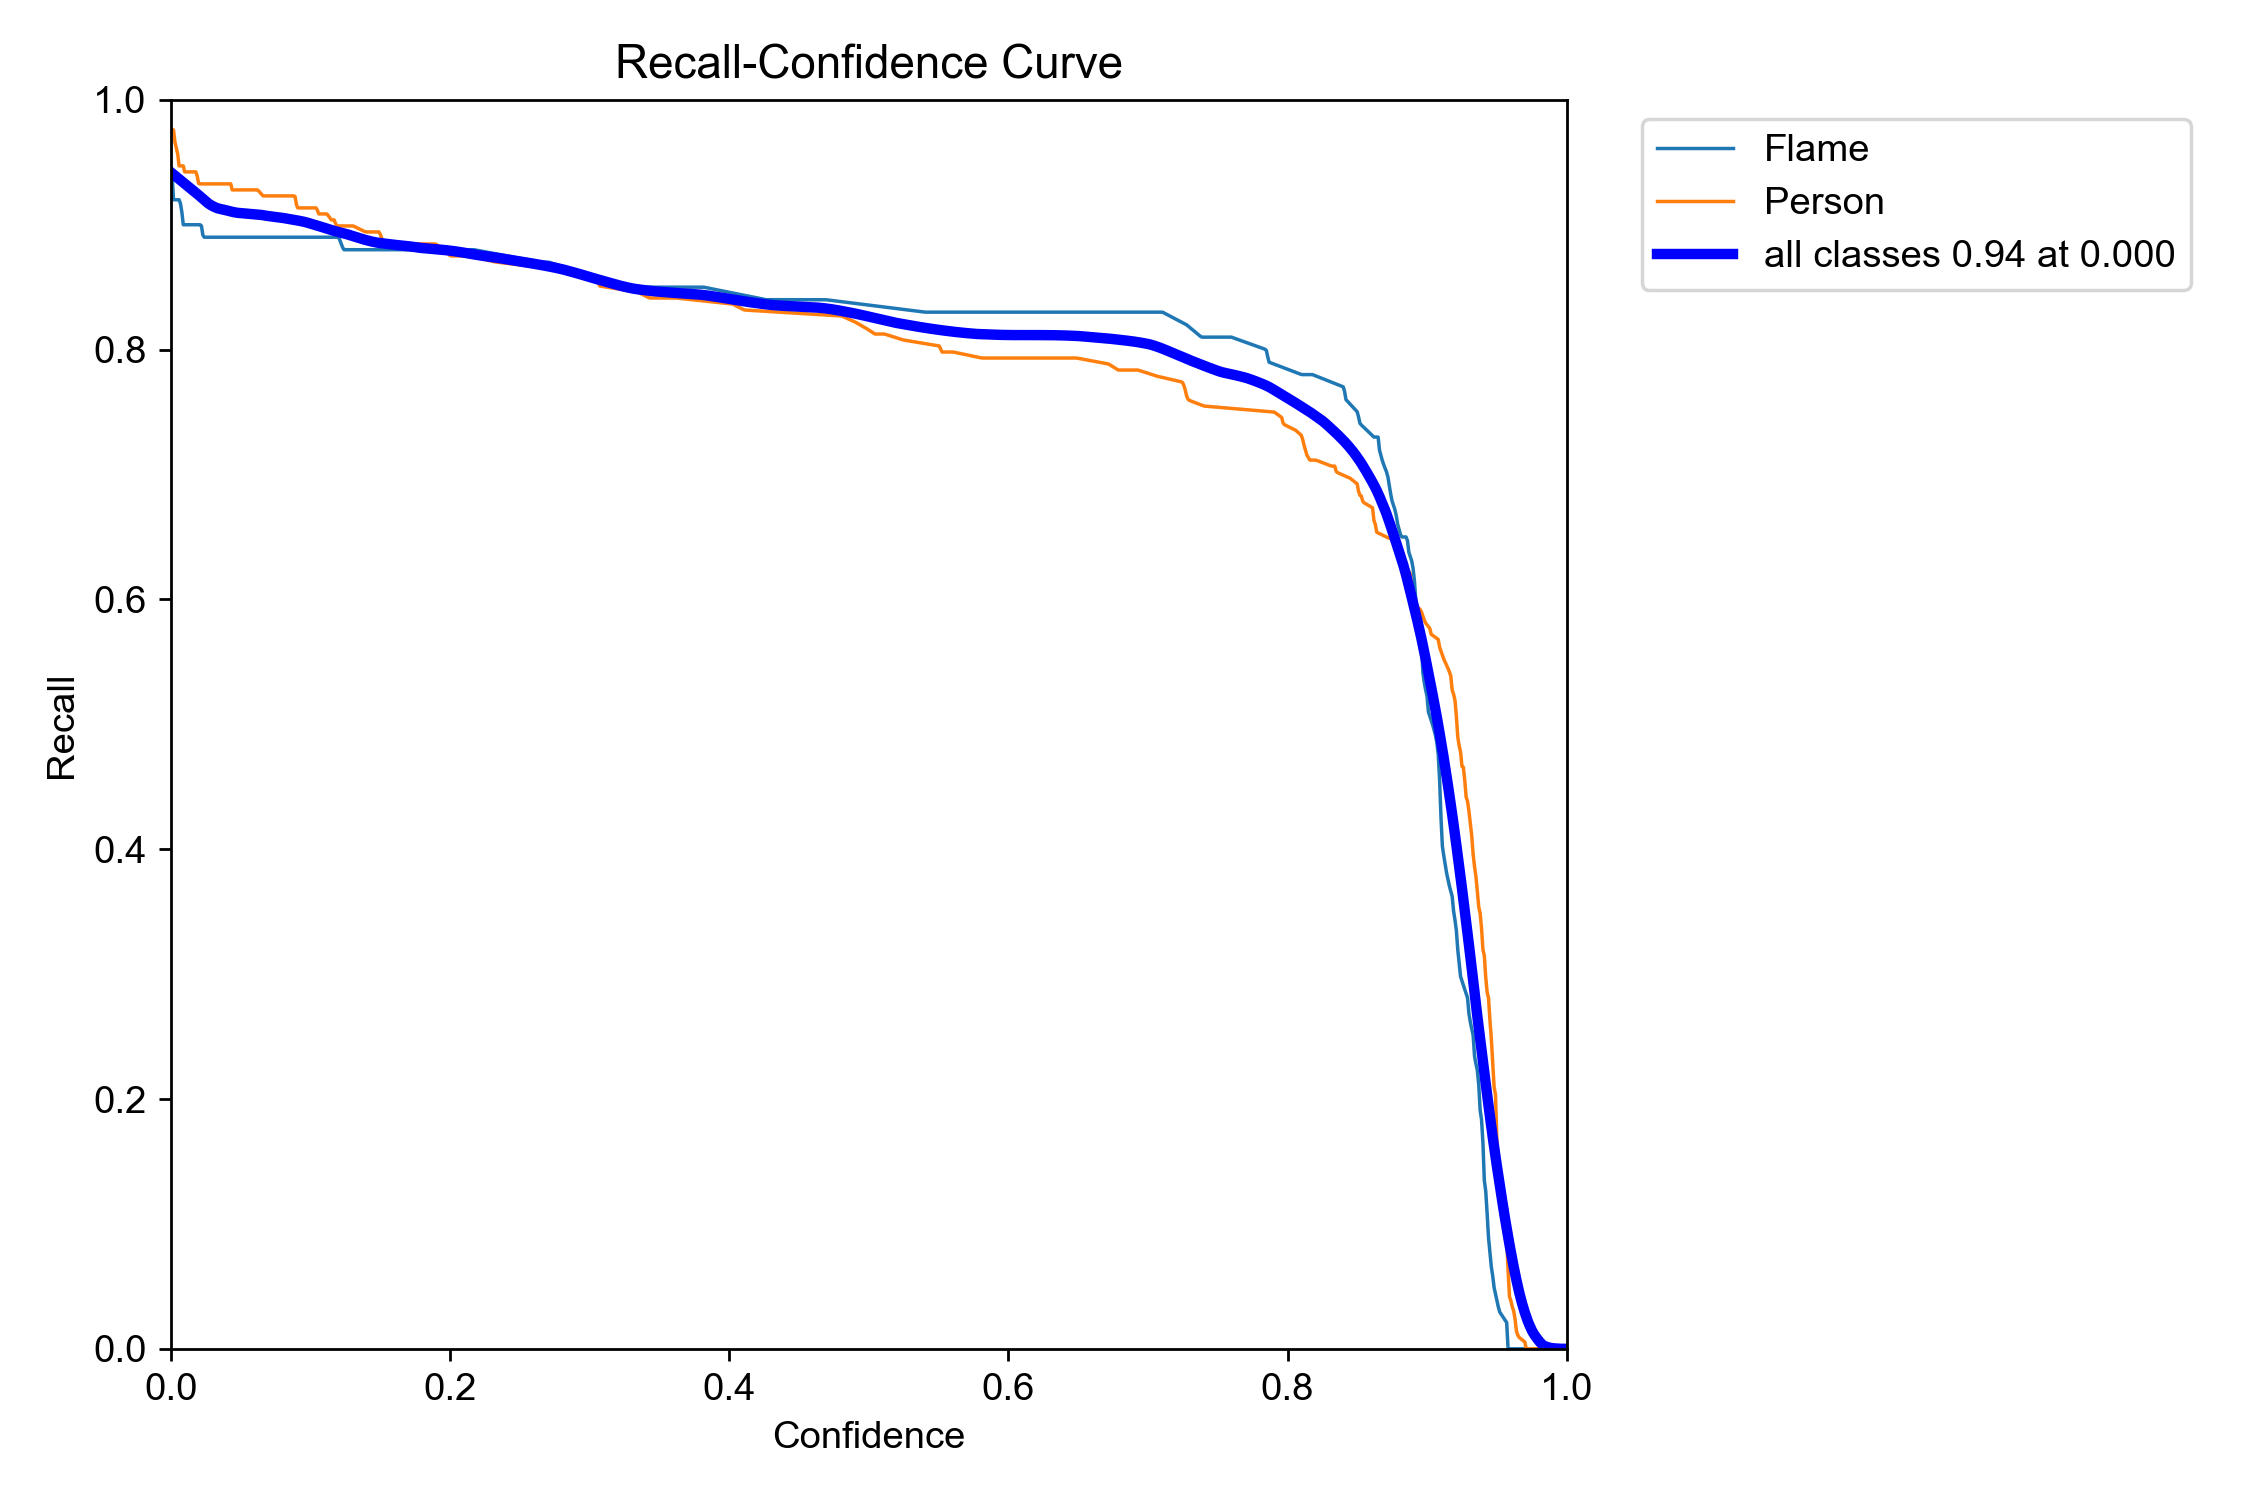 Recall-Confidence Curve
1.0
0.8
0.6
0.4
0.2
0.0
Recall
0.0 0.2 0.4 0.6 0.8 1.0
Confidence
Flame
Person
all classes 0.94 at 0.000